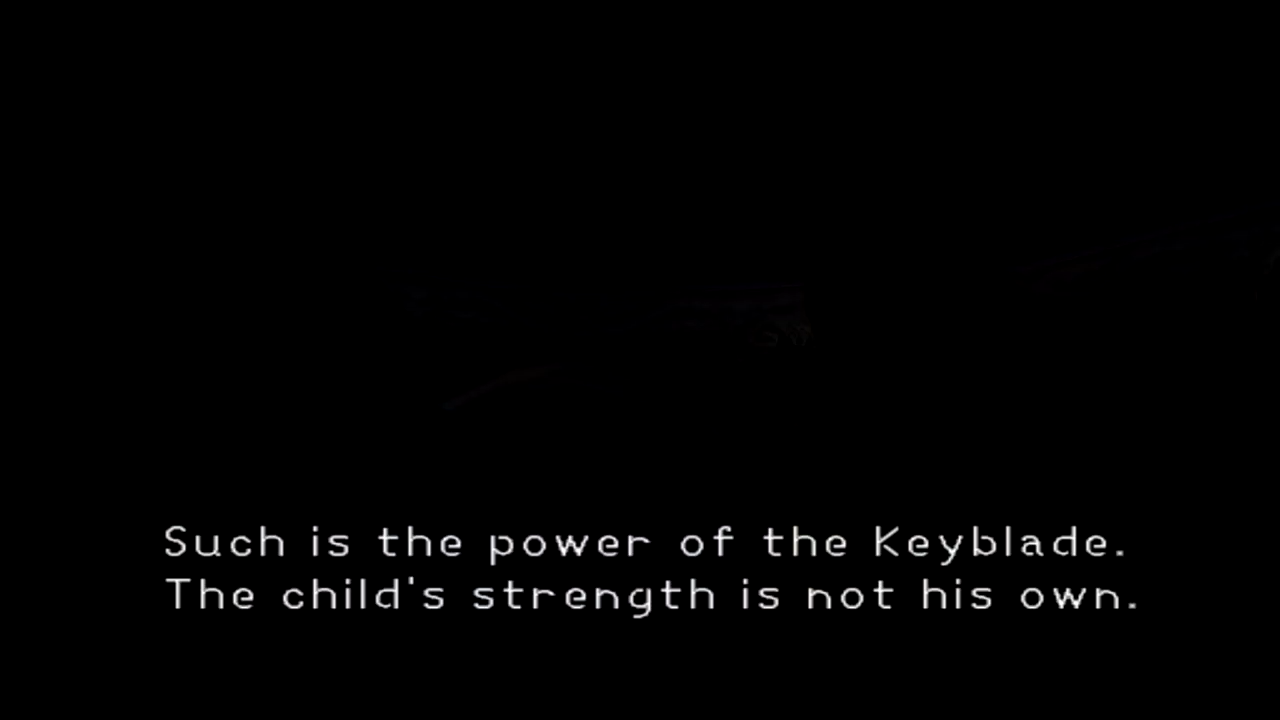 Such is the power of the Keyblade.
The child's strength is not his own.